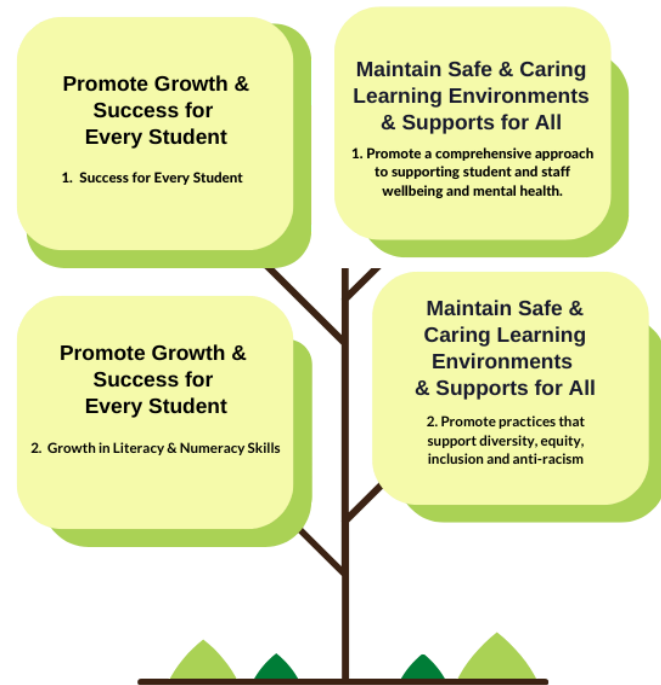 Promote Growth &
Success for
Every Student
1. Success for Every Student
Maintain Safe & Caring
Learning Environments
& Supports for All
1. Promote a comprehensive approach
to supporting student and staff
wellbeing and mental health.
Promote Growth &
Success for
Every Student
2. Growth in Literacy & Numeracy Skills
Maintain Safe &
Caring Learning
Environments
& Supports for All
2. Promote practices that
support diversity, equity,
inclusion and anti-racism